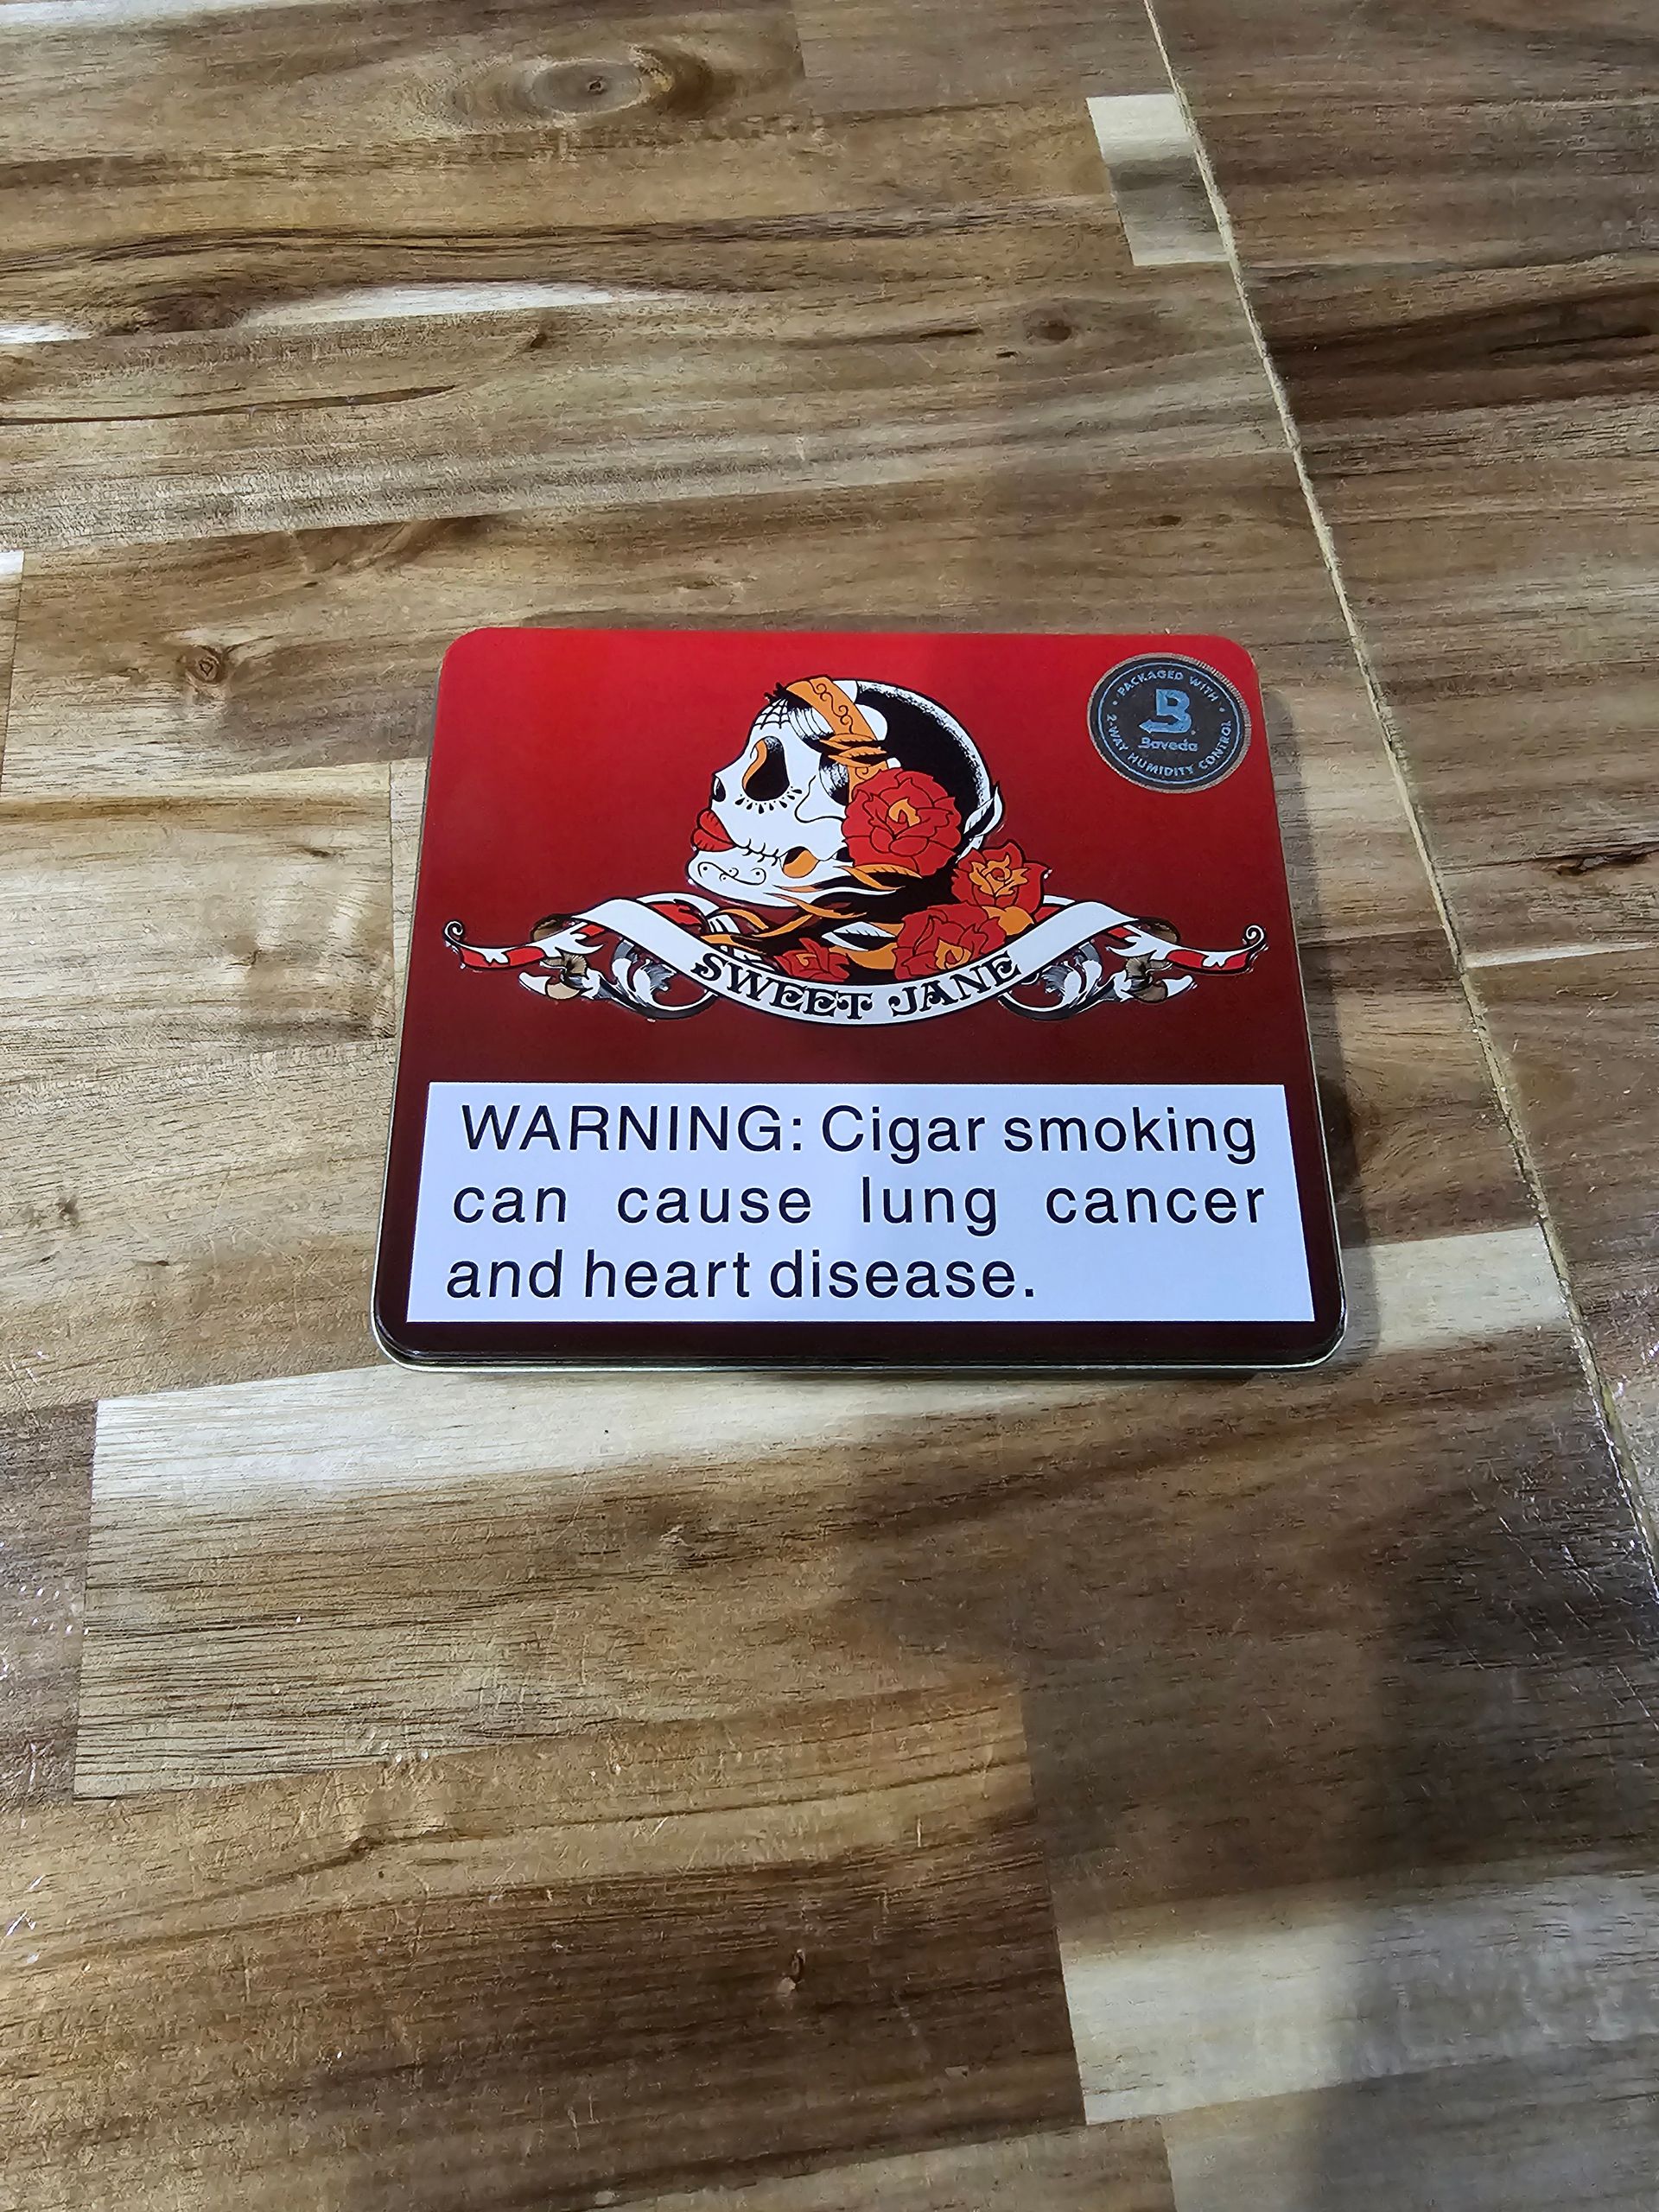 PACKAGED WITH
B
Boveda
2-WAY HUMIDITY CONTROL
SWEET JANE
WARNING: Cigar smoking
can cause lung cancer
and heart disease.